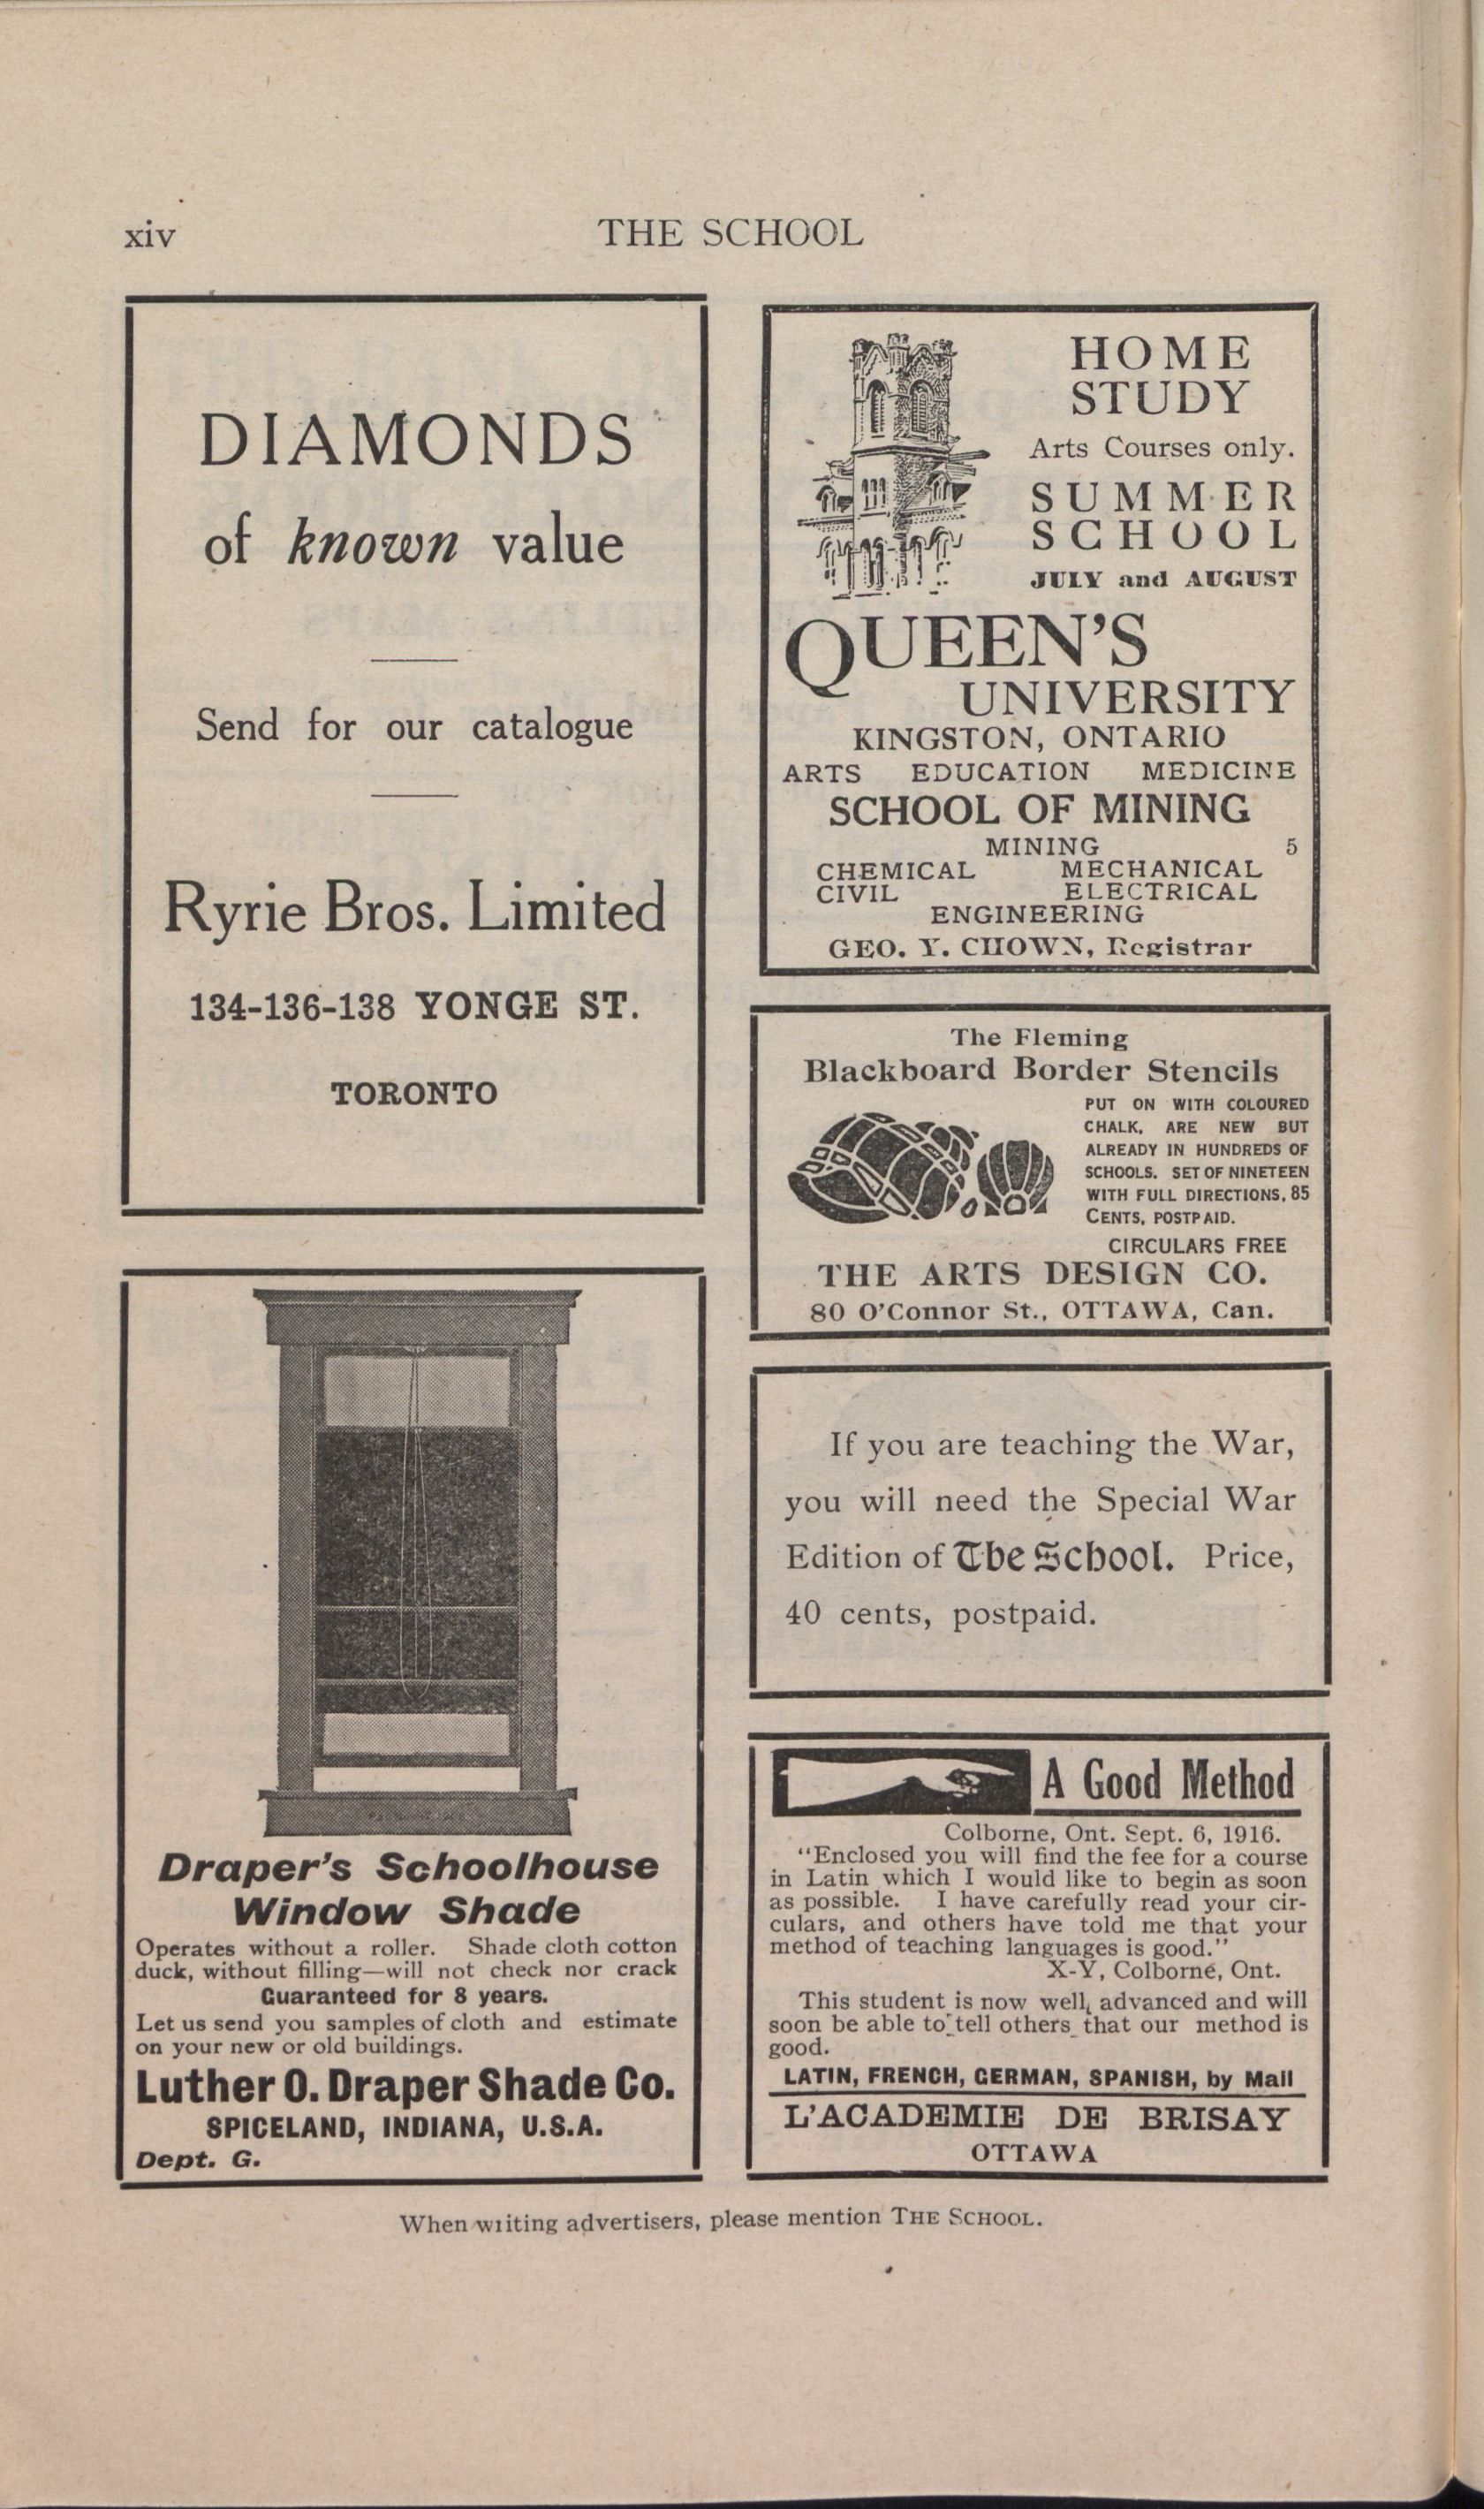 xiv
THE SCHOOL
DIAMONDS
of known value
Send for our catalogue
Ryrie Bros. Limited
134-136-138 YONGE ST.
TORONTO
Draper's Schoolhouse
Window Shade
Operates without a roller. Shade cloth cotton
duck, without filling—will not check nor crack
Guaranteed for 8 years.
Let us send you samples of cloth and estimate
on your new or old buildings.
Luther O. Draper Shade Co.
SPICELAND, INDIANA, U.S.A.
Dept. G.
HOME
STUDY
Arts Courses only.
SUMMER
SCHOOL
JULY and AUGUST
QUEEN'S
UNIVERSITY
KINGSTON, ONTARIO
ARTS EDUCATION MEDICINE
SCHOOL OF MINING
MINING 5
CHEMICAL MECHANICAL
CIVIL ELECTRICAL
ENGINEERING
GEO. Y. CHOWN, Registrar
The Fleming
Blackboard Border Stencils
PUT ON WITH COLOURED
CHALK, ARE NEW BUT
ALREADY IN HUNDREDS OF
SCHOOLS. SET OF NINETEEN
WITH FULL DIRECTIONS, 85
CENTS, POSTPAID.
CIRCULARS FREE
THE ARTS DESIGN CO.
80 O'Connor St., OTTAWA, Can.
If you are teaching the War,
you will need the Special War
Edition of The School. Price,
40 cents, postpaid.
A Good Method
Colborne, Ont. Sept. 6, 1916.
"Enclosed you will find the fee for a course
in Latin which I would like to begin as soon
as possible. I have carefully read your cir-
culars, and others have told me that your
method of teaching languages is good."
X-Y, Colborne, Ont.
This student is now well advanced and will
soon be able to tell others that our method is
good.
LATIN, FRENCH, GERMAN, SPANISH, by Mail
L'ACADEMIE DE BRISAY
OTTAWA
When writing advertisers, please mention THE SCHOOL.